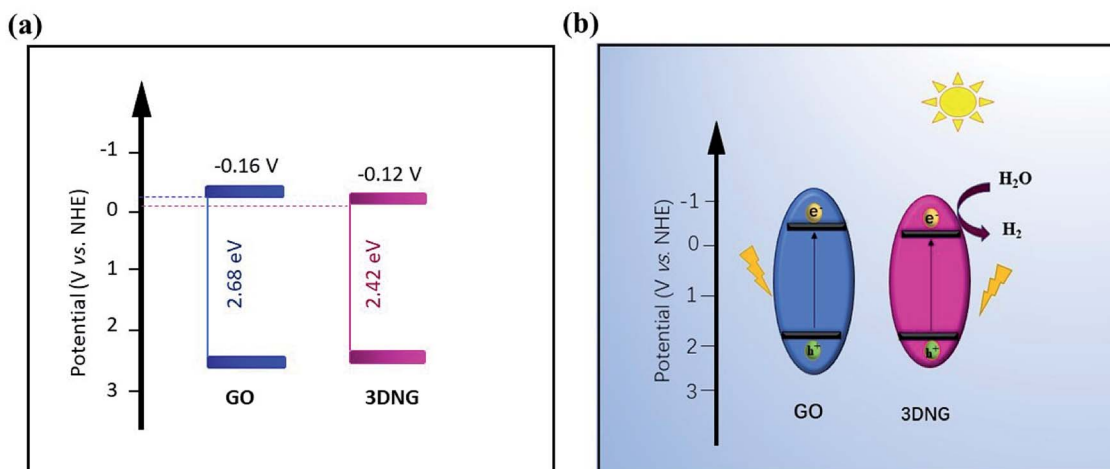 (a)
Potential (V vs. NHE)
-1
0
1
2
3
-0.16 V
-0.12 V
2.68 eV
2.42 eV
GO
3DNG
(b)
Potential (V vs. NHE)
-1
0
1
2
3
e-
h+
GO
e-
h+
3DNG
H₂O
H₂